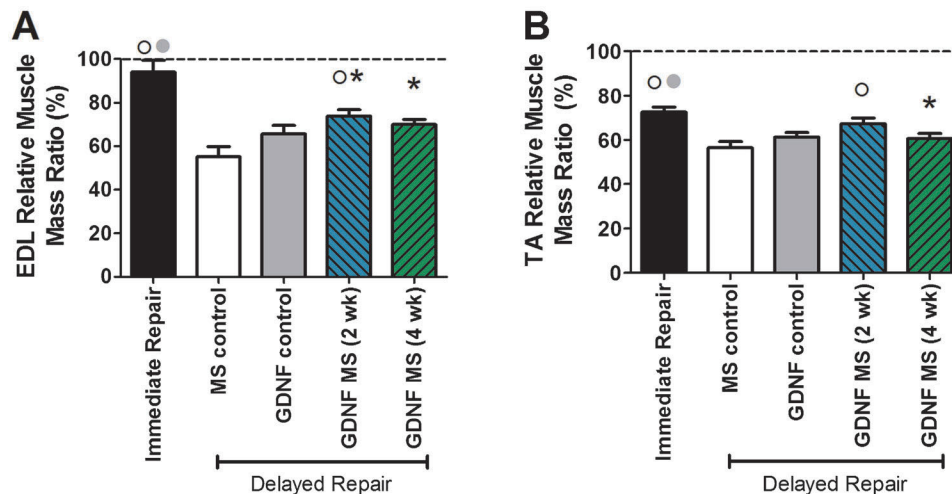 A
EDL Relative Muscle
Mass Ratio (%)
100
80
60
40
20
0
*
*
Immediate Repair
MS control
GDNF control
GDNF MS (2 wk)
GDNF MS (4 wk)
Delayed Repair
B
TA Relative Muscle
Mass Ratio (%)
100
80
60
40
20
0
*
Immediate Repair
MS control
GDNF control
GDNF MS (2 wk)
GDNF MS (4 wk)
Delayed Repair